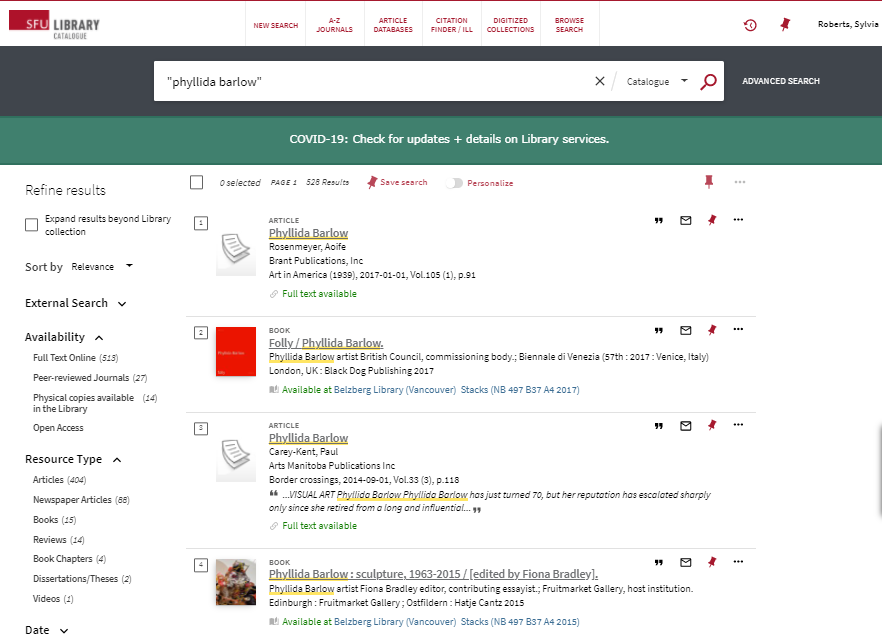 SFU LIBRARY
CATALOGUE
NEW SEARCH
A-Z
JOURNALS
ARTICLE
DATABASES
CITATION
FINDER / ILL
DIGITIZED
COLLECTIONS
BROWSE
SEARCH
Roberts, Sylvia
"phyllida barlow"
Catalogue
ADVANCED SEARCH
COVID-19: Check for updates + details on Library services.
Refine results
Expand results beyond Library
collection
Sort by Relevance
External Search
Availability
Full Text Online (513)
Peer-reviewed Journals (27)
Physical copies available (14)
in the Library
Open Access
Resource Type
Articles (404)
Newspaper Articles (88)
Books (15)
Reviews (14)
Book Chapters (4)
Dissertations/Theses (2)
Videos (1)
Date
0 selected PAGE 1 528 Results Save search Personalize
1
ARTICLE
Phyllida Barlow
Rosenmeyer, Aoife
Brant Publications, Inc
Art in America (1939), 2017-01-01, Vol.105 (1), p.91
Full text available
2
BOOK
Folly / Phyllida Barlow.
Phyllida Barlow artist British Council, commissioning body.; Biennale di Venezia (57th : 2017 : Venice, Italy)
London, UK : Black Dog Publishing 2017
Available at Belzberg Library (Vancouver) Stacks (NB 497 B37 A4 2017)
3
ARTICLE
Phyllida Barlow
Carey-Kent, Paul
Arts Manitoba Publications Inc
Border crossings, 2014-09-01, Vol.33 (3), p.118
❝ ...VISUAL ART Phyllida Barlow Phyllida Barlow has just turned 70, but her reputation has escalated sharply
only since she retired from a long and influential... ❞
Full text available
4
BOOK
Phyllida Barlow : sculpture, 1963-2015 / [edited by Fiona Bradley].
Phyllida Barlow artist Fiona Bradley editor, contributing essayist.; Fruitmarket Gallery, host institution.
Edinburgh : Fruitmarket Gallery ; Ostfildern : Hatje Cantz 2015
Available at Belzberg Library (Vancouver) Stacks (NB 497 B37 A4 2015)